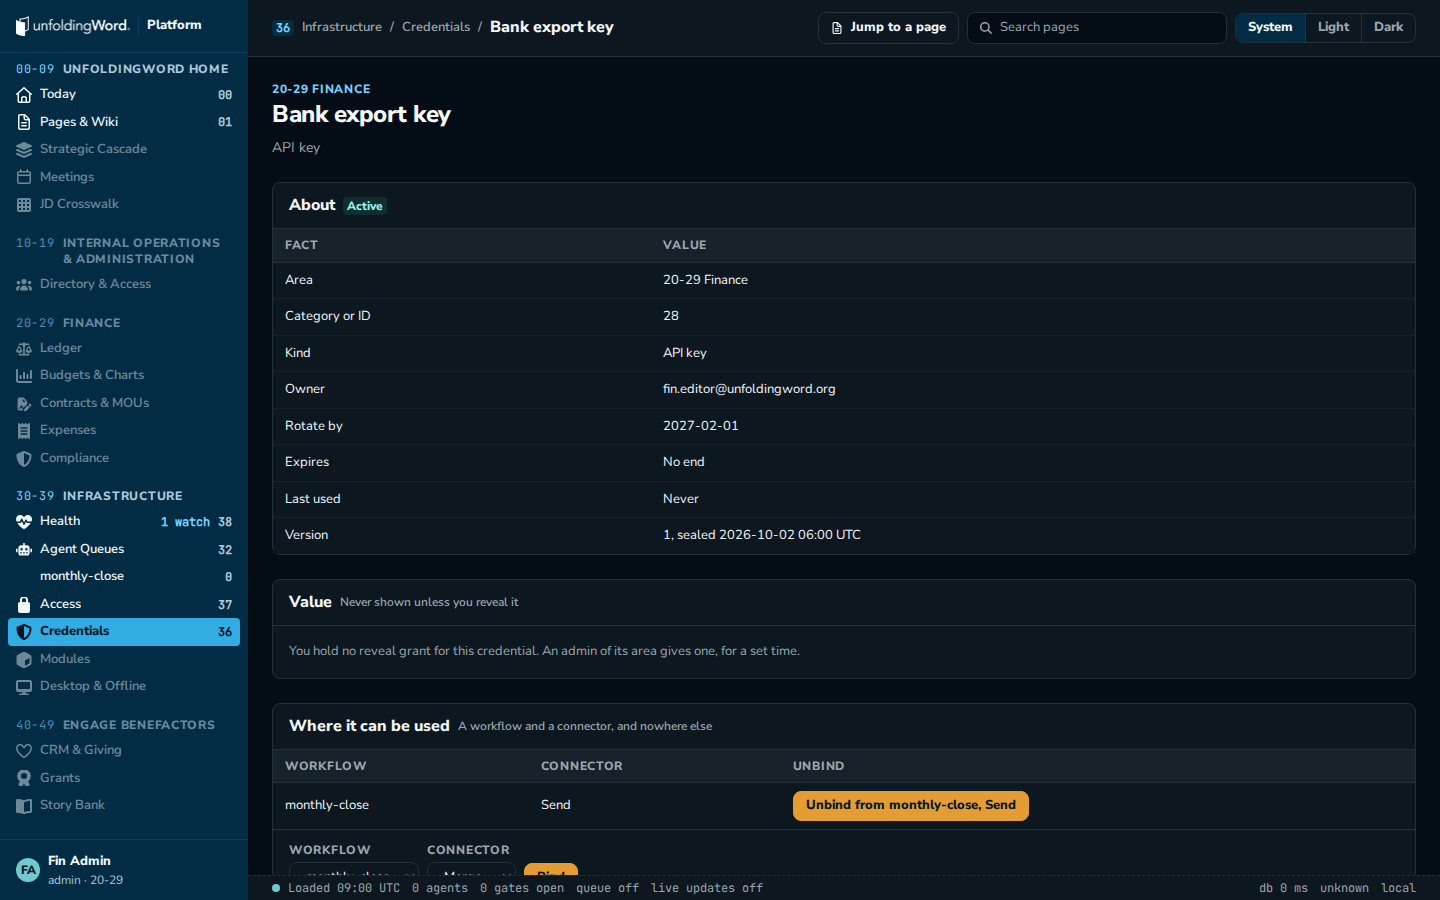 unfoldingWord® Platform
00-09 UNFOLDINGWORD HOME
Today 00
Pages & Wiki 01
Strategic Cascade
Meetings
JD Crosswalk
10-19 INTERNAL OPERATIONS
& ADMINISTRATION
Directory & Access
20-29 FINANCE
Ledger
Budgets & Charts
Contracts & MOUs
Expenses
Compliance
30-39 INFRASTRUCTURE
Health 1 watch 38
Agent Queues 32
monthly-close 0
Access 37
Credentials 36
Modules
Desktop & Offline
40-49 ENGAGE BENEFACTORS
CRM & Giving
Grants
Story Bank
FA Fin Admin
admin · 20-29
36 Infrastructure / Credentials / Bank export key
Jump to a page
Search pages
System Light Dark
20-29 FINANCE
Bank export key
API key
About Active
FACT VALUE
Area 20-29 Finance
Category or ID 28
Kind API key
Owner fin.editor@unfoldingword.org
Rotate by 2027-02-01
Expires No end
Last used Never
Version 1, sealed 2026-10-02 06:00 UTC
Value Never shown unless you reveal it
You hold no reveal grant for this credential. An admin of its area gives one, for a set time.
Where it can be used A workflow and a connector, and nowhere else
WORKFLOW CONNECTOR UNBIND
monthly-close Send Unbind from monthly-close, Send
WORKFLOW CONNECTOR
Loaded 09:00 UTC 0 agents 0 gates open queue off live updates off
db 0 ms unknown local